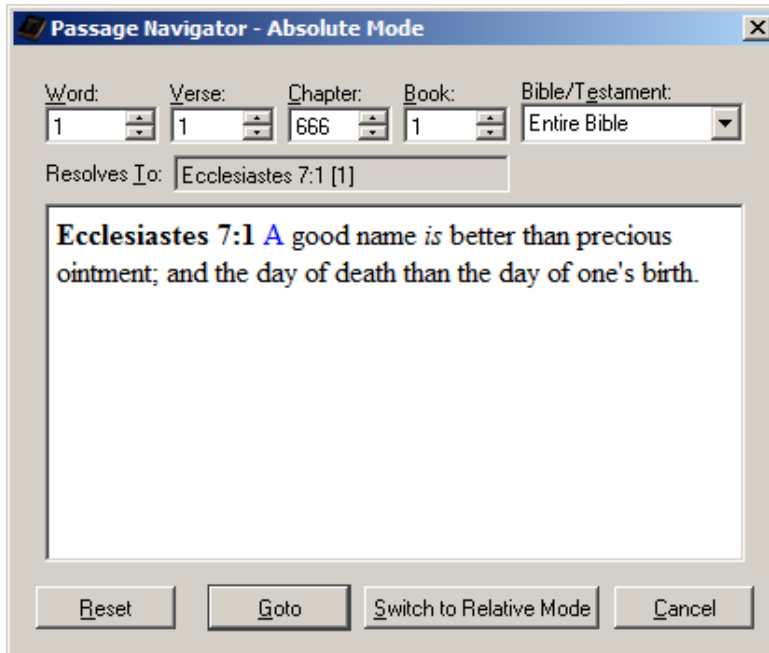 Passage Navigator - Absolute Mode
Word: Verse: Chapter: Book: Bible/Testament:
1 1 666 1 Entire Bible
Resolves To: Ecclesiastes 7:1 [1]
Ecclesiastes 7:1 A good name is better than precious
ointment; and the day of death than the day of one's birth.
Reset Goto Switch to Relative Mode Cancel